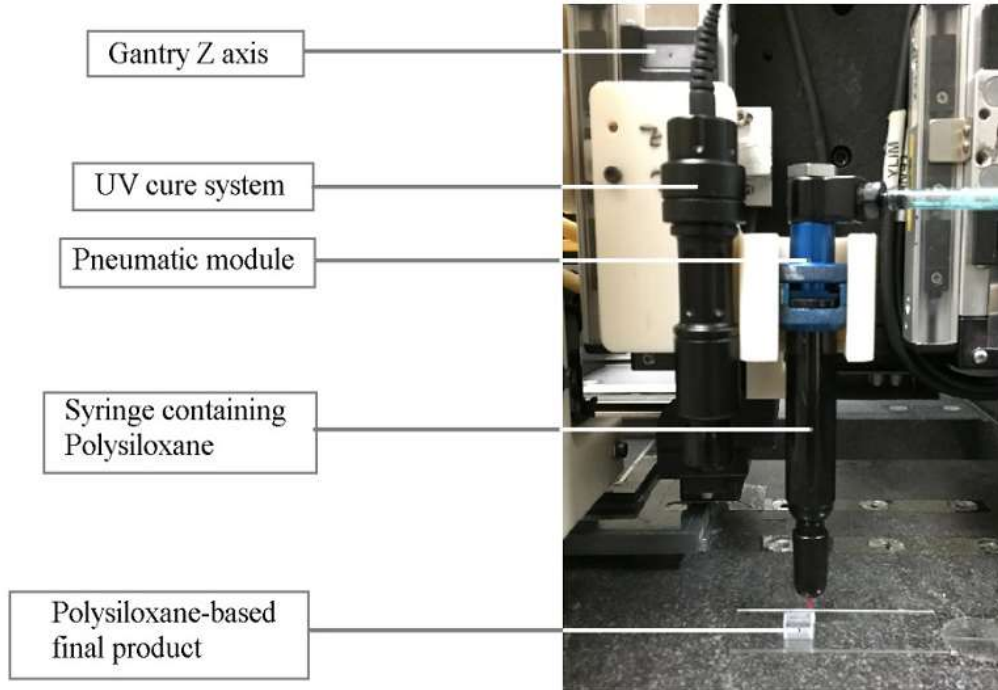 Gantry Z axis
UV cure system
Pneumatic module
Syringe containing
Polysiloxane
Polysiloxane-based
final product
YLIM